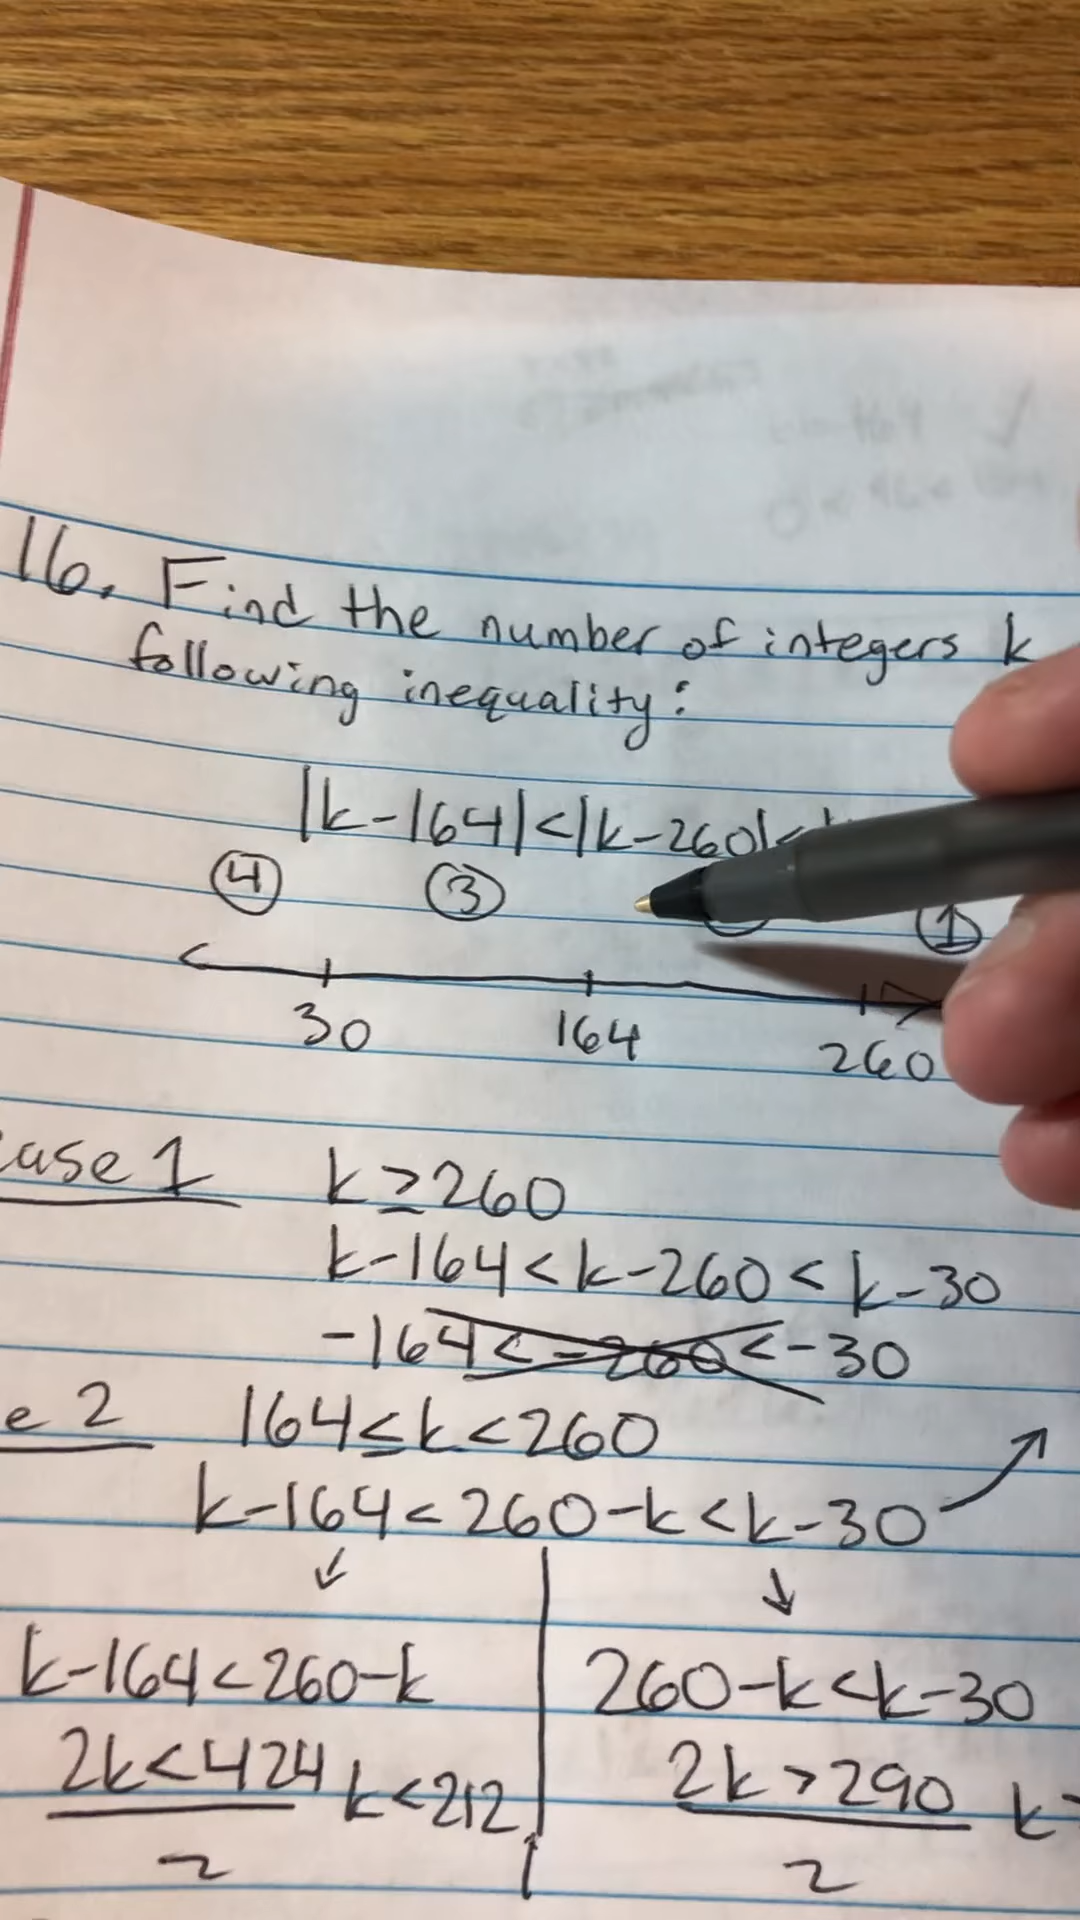 16. Find the number of integers k
following inequality:
|k-164|<|k-260|<
④ ③ ①
30 164 260
case 1 k≥260
k-164<k-260<k-30
-164<-260<-30
e 2 164≤k<260
k-164<260-k<k-30
k-164<260-k 260-k<k-30
2k<424 k<212 2k>290 k>
2 2